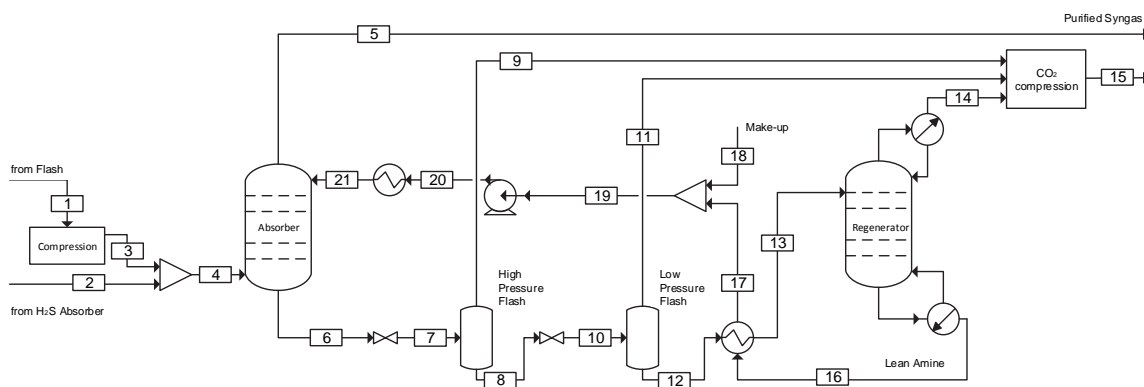 Purified Syngas
5
9
CO₂
compression
15
14
11
Make-up
18
from Flash
21
20
19
1
Absorber
Regenerator
Compression
3
13
4
2
17
from H₂S Absorber
High
Pressure
Flash
Low
Pressure
Flash
6
7
10
8
12
Lean Amine
16